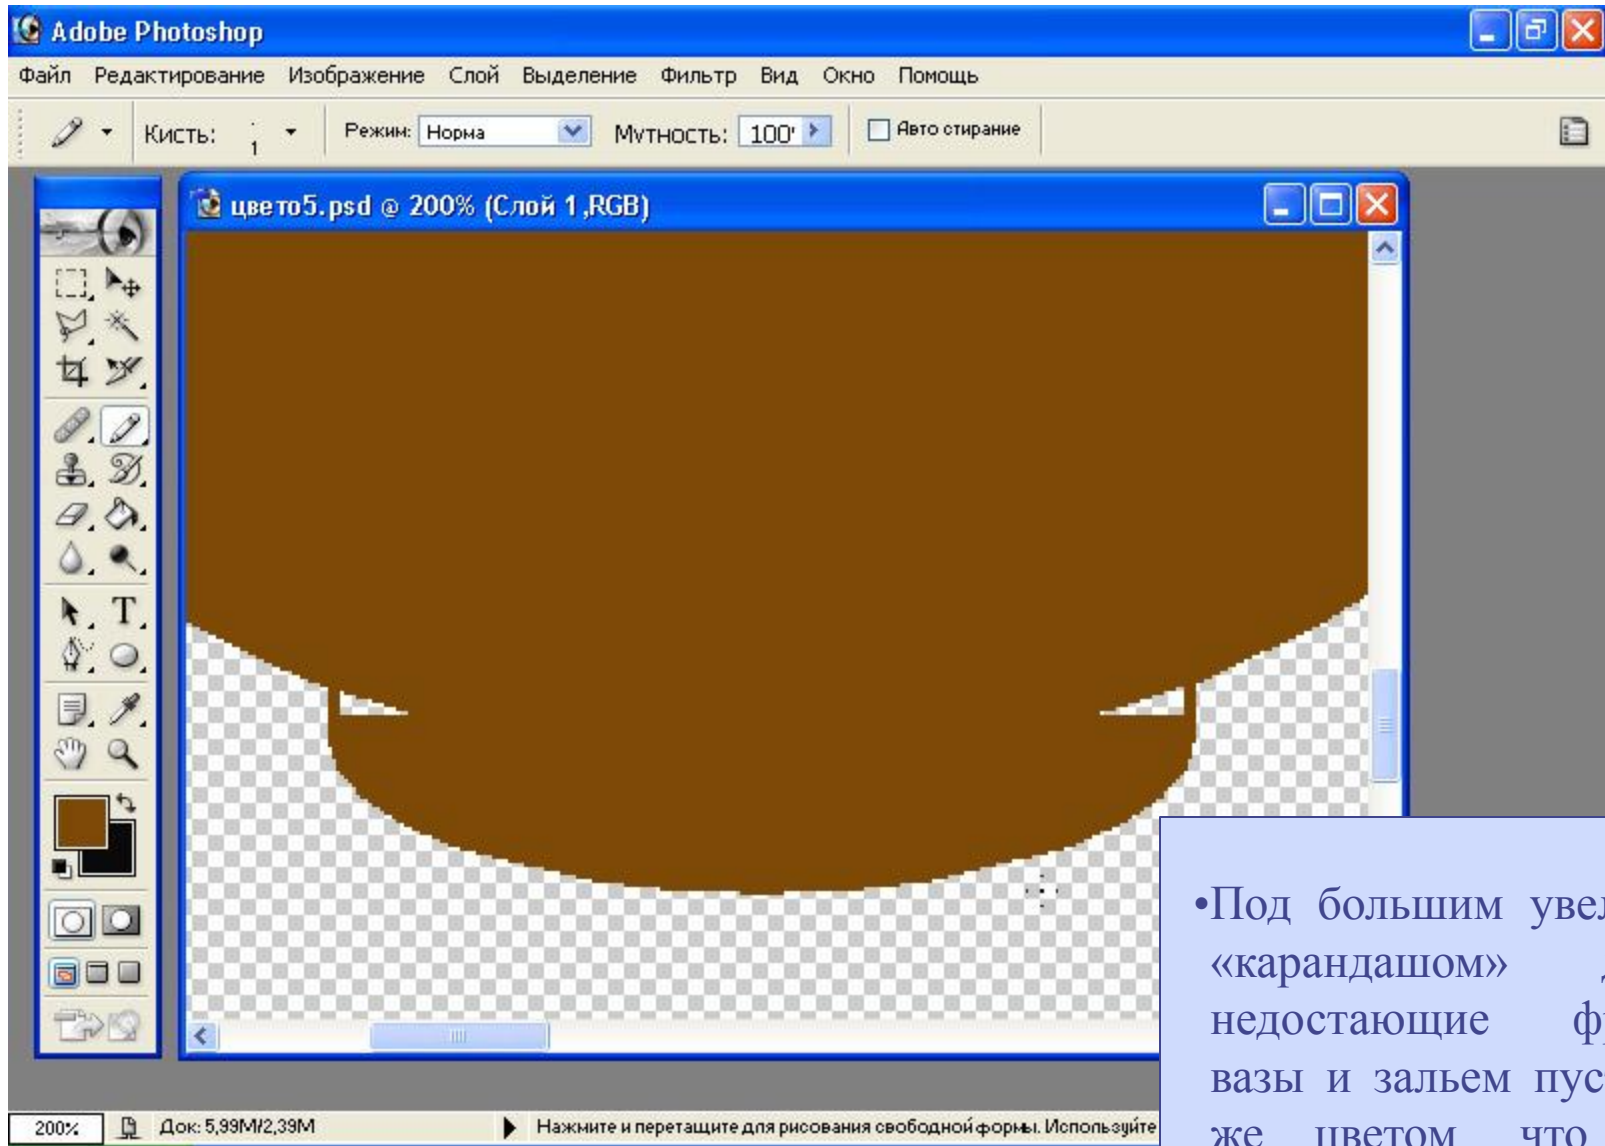 Adobe Photoshop
Файл Редактирование Изображение Слой Выделение Фильтр Вид Окно Помощь
Кисть: 1 Режим: Норма Мутность: 100' Авто стирание
цвето5.psd @ 200% (Слой 1 ,RGB)
T
•Под большим
«карандашом»
недостающие
вазы и зальем
же цветом что
200% Док: 5,99M/2,39M Нажмите и перетащите для рисования свободной формы. Используйте